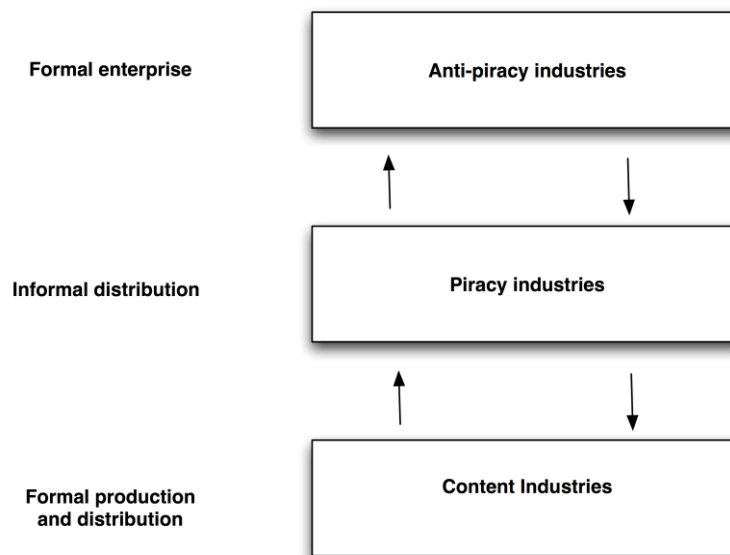 Formal enterprise
Anti-piracy industries
Informal distribution
Piracy industries
Content Industries
Formal production
and distribution